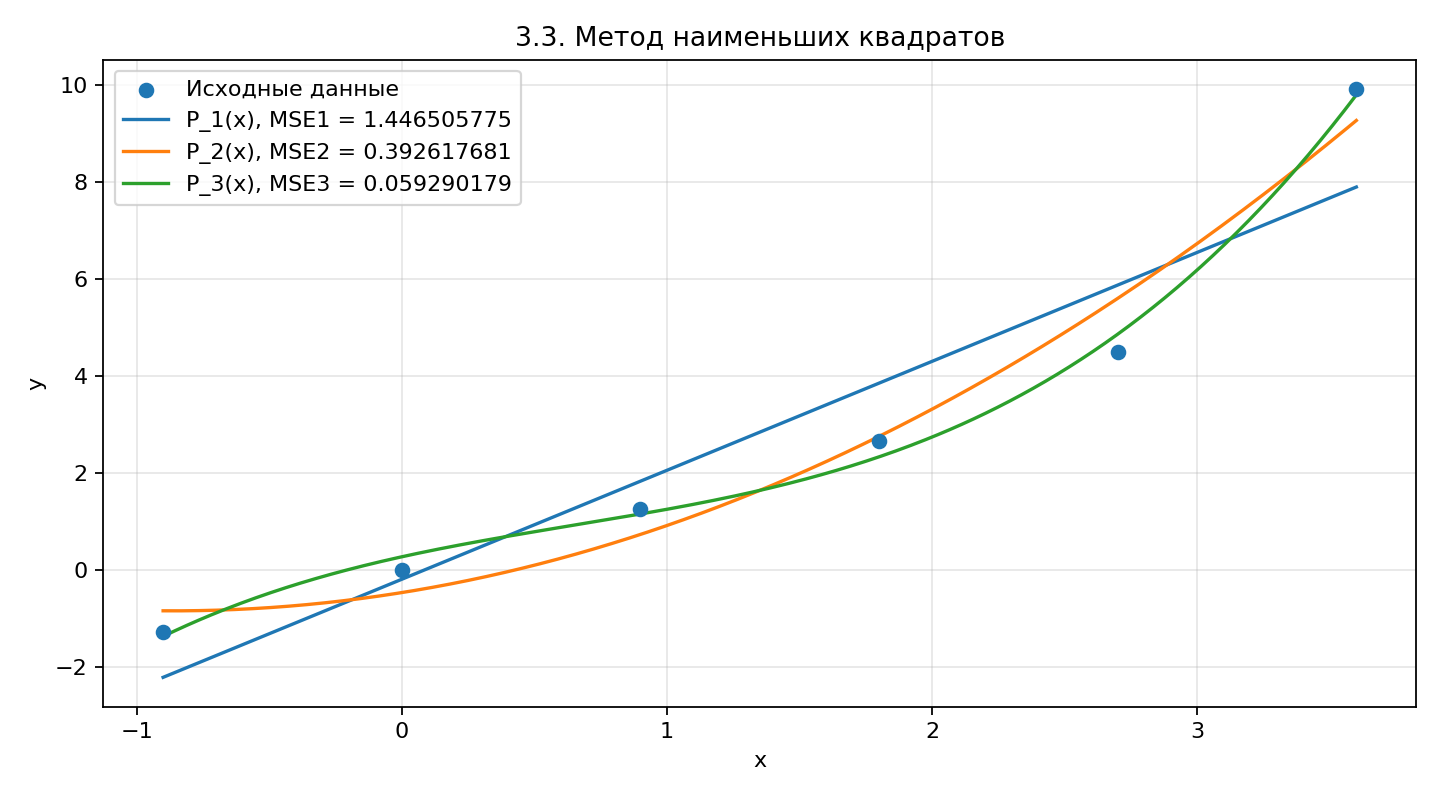 3.3. Метод наименьших квадратов
Исходные данные
P_1(x), MSE1 = 1.446505775
P_2(x), MSE2 = 0.392617681
P_3(x), MSE3 = 0.059290179
10
8
6
4
2
0
−2
y
−1 0 1 2 3
x